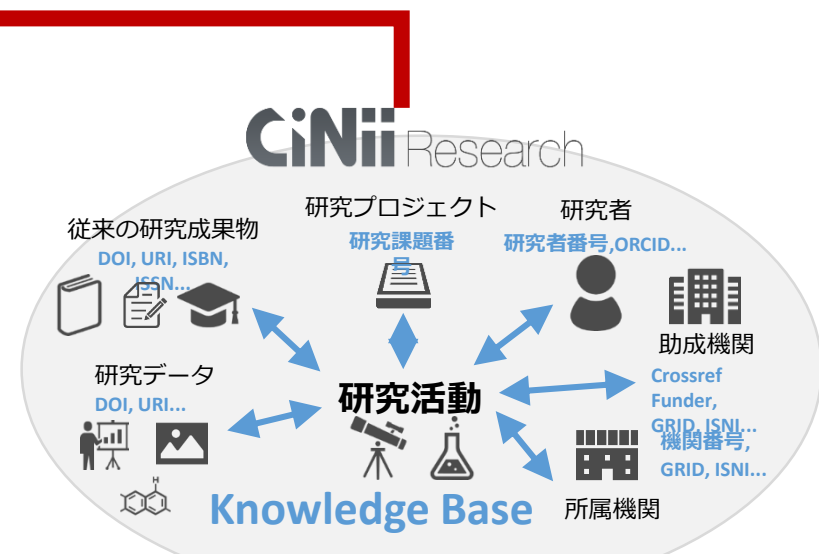 CiNii Research
研究プロジェクト
研究課題番
号
研究者
研究者番号,ORCID...
従来の研究成果物
DOI, URI, ISBN,
ISSN...
助成機関
Crossref
Funder,
GRID, ISNI...
研究データ
DOI, URI...
研究活動
機関番号,
GRID, ISNI...
所属機関
H
N
Knowledge Base